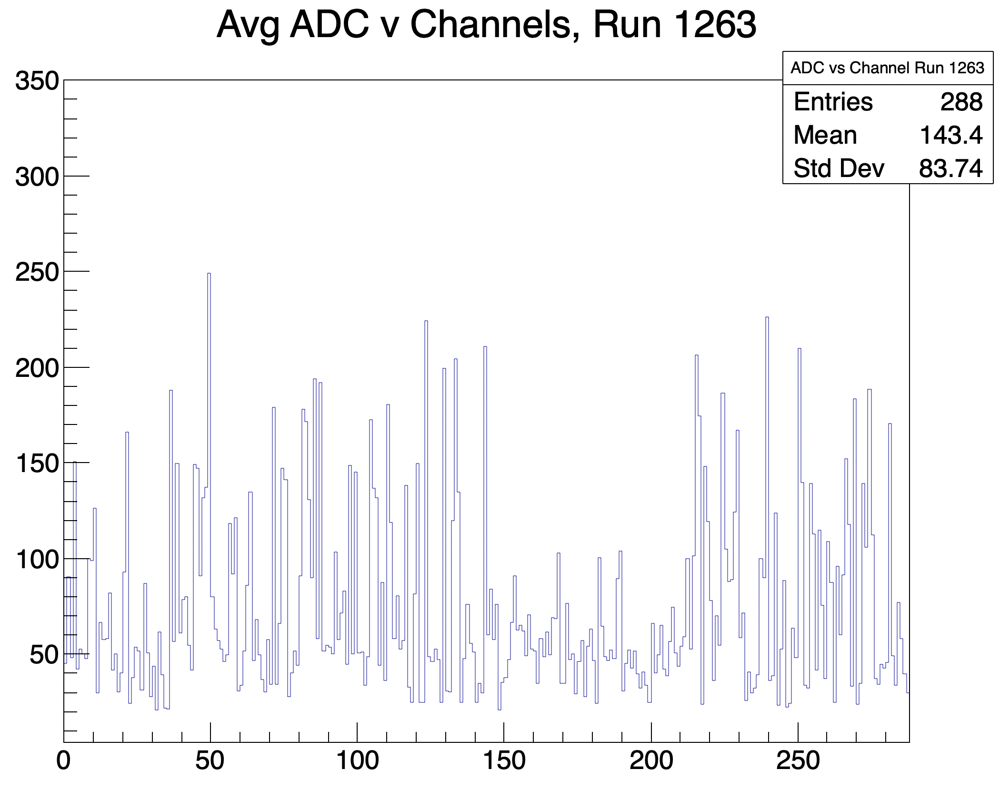 Avg ADC v Channels, Run 1263
ADC vs Channel Run 1263
Entries 288
Mean 143.4
Std Dev 83.74
350
300
250
200
150
100
50
0 50 100 150 200 250